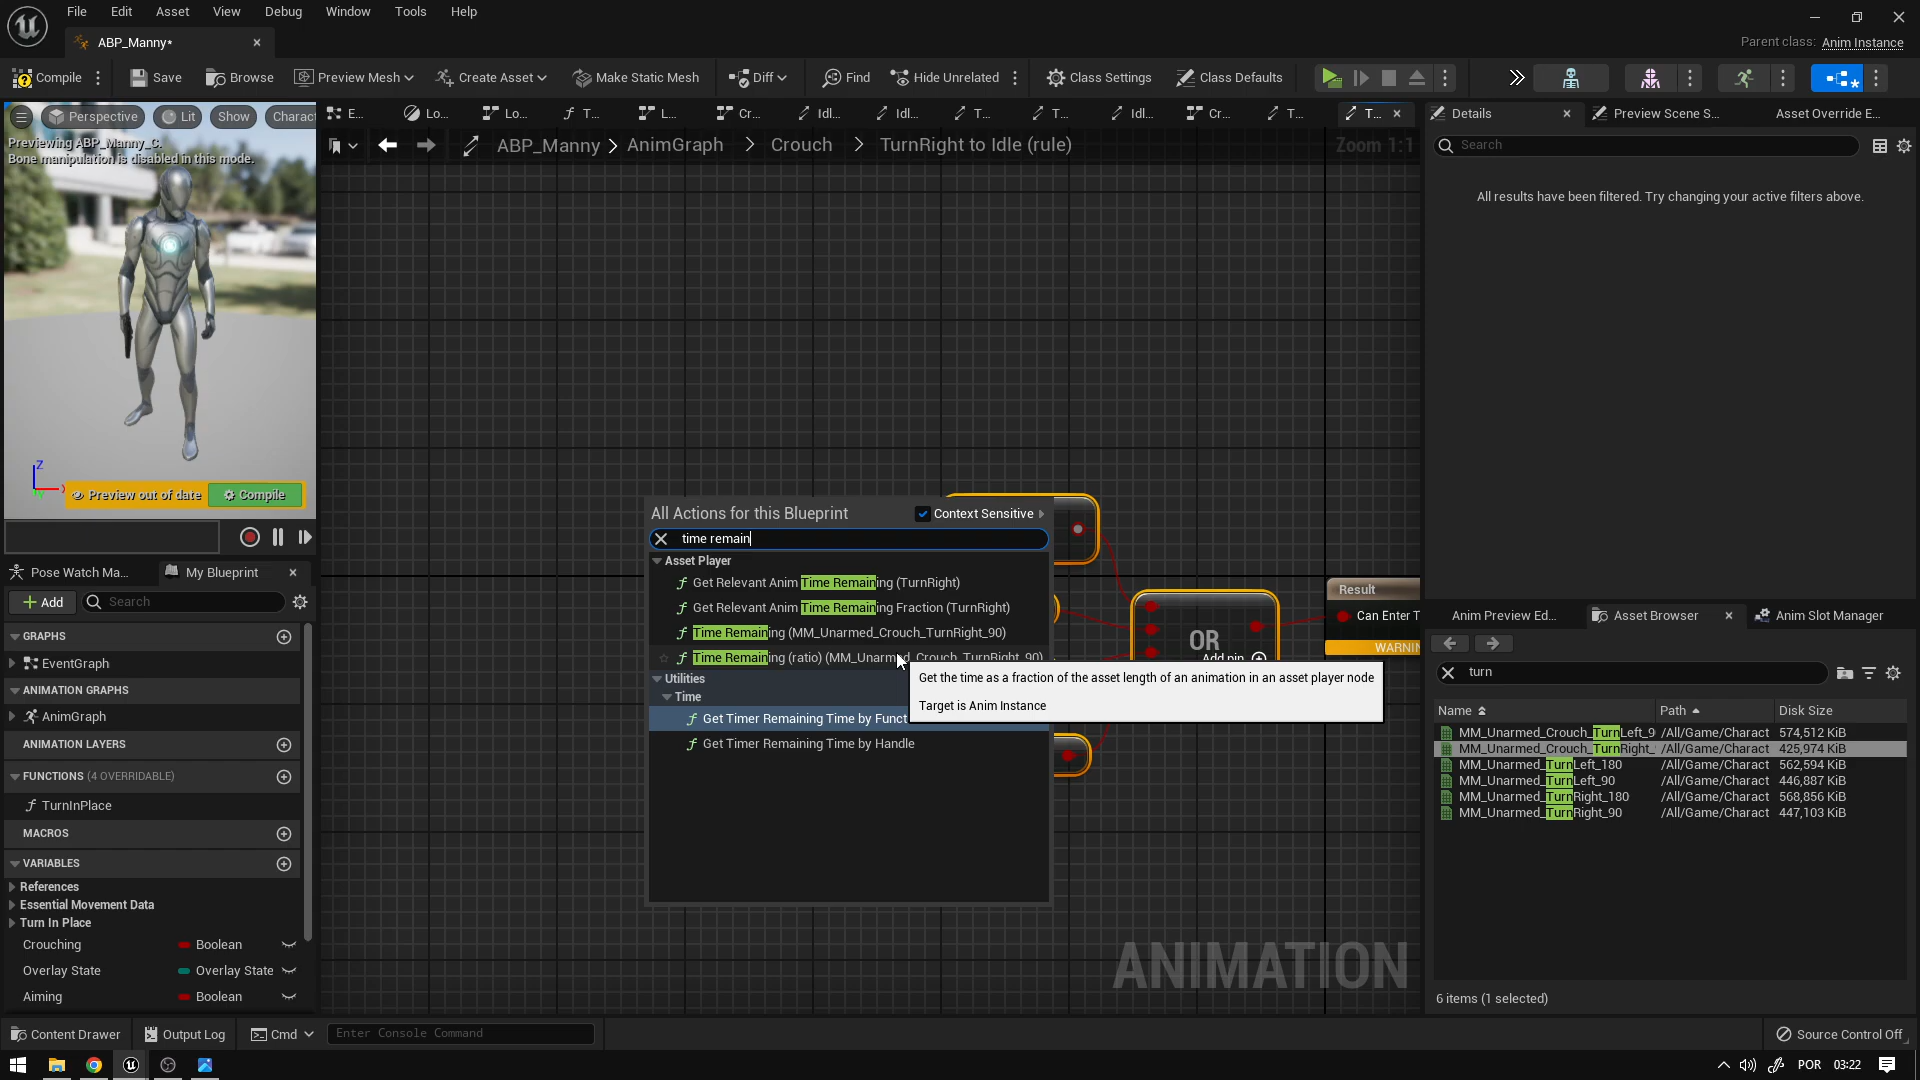 File Edit Asset View Debug Window Tools Help
ABP_Manny*
Parent class: Anim Instance
Compile Save Browse Preview Mesh Create Asset Make Static Mesh Diff Find Hide Unrelated Class Settings Class Defaults
Perspective Lit Show Charact
Previewing ABP_Manny_C.
Bone manipulation is disabled in this mode.
E... Lo... Lo... T... L... Cr... Idl... Idl... T... T... Idl... Cr... T... T...
ABP_Manny > AnimGraph > Crouch > TurnRight to Idle (rule)
Zoom 1:1
Details Preview Scene S... Asset Override E...
Search
All results have been filtered. Try changing your active filters above.
Z
Preview out of date Compile
Pose Watch Ma... My Blueprint
Add Search
GRAPHS
EventGraph
ANIMATION GRAPHS
AnimGraph
ANIMATION LAYERS
FUNCTIONS (4 OVERRIDABLE)
TurnInPlace
MACROS
VARIABLES
References
Essential Movement Data
Turn In Place
Crouching Boolean
Overlay State Overlay State
Aiming Boolean
All Actions for this Blueprint Context Sensitive
time remain
Asset Player
Get Relevant Anim Time Remaining (TurnRight)
Get Relevant Anim Time Remaining Fraction (TurnRight)
Time Remaining (MM_Unarmed_Crouch_TurnRight_90)
Time Remaining (ratio) (MM_Unarmed_Crouch_TurnRight_90)
Utilities
Time
Get Timer Remaining Time by Funct
Get Timer Remaining Time by Handle
Get the time as a fraction of the asset length of an animation in an asset player node
Target is Anim Instance
OR
Add pin
Result
Can Enter T
WARNIN
ANIMATION
Anim Preview Ed... Asset Browser Anim Slot Manager
turn
Name Path Disk Size
MM_Unarmed_Crouch_TurnLeft_9 /All/Game/Charact 574,512 KiB
MM_Unarmed_Crouch_TurnRight_ /All/Game/Charact 425,974 KiB
MM_Unarmed_TurnLeft_180 /All/Game/Charact 562,594 KiB
MM_Unarmed_TurnLeft_90 /All/Game/Charact 446,887 KiB
MM_Unarmed_TurnRight_180 /All/Game/Charact 568,856 KiB
MM_Unarmed_TurnRight_90 /All/Game/Charact 447,103 KiB
6 items (1 selected)
Content Drawer Output Log Cmd Enter Console Command
Source Control Off
POR 03:22